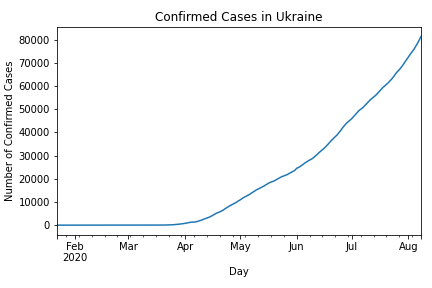 Confirmed Cases in Ukraine
80000
70000
60000
50000
40000
30000
20000
10000
0
Number of Confirmed Cases
Feb Mar Apr May Jun Jul Aug
2020
Day